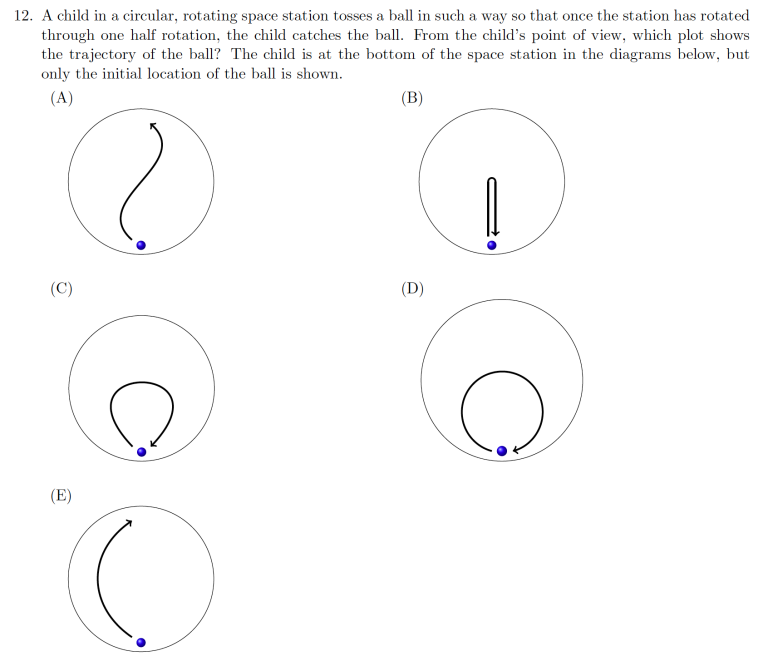 12. A child in a circular, rotating space station tosses a ball in such a way so that once the station has rotated
through one half rotation, the child catches the ball. From the child's point of view, which plot shows
the trajectory of the ball? The child is at the bottom of the space station in the diagrams below, but
only the initial location of the ball is shown.
(A)
(B)
(C)
(D)
(E)